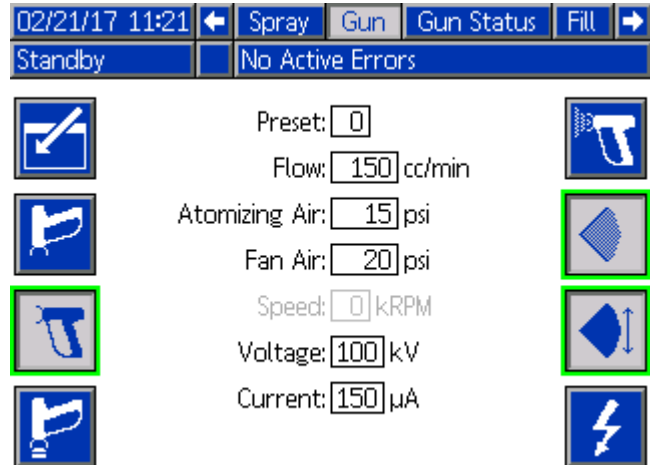 02/21/17 11:21 Spray Gun Gun Status Fill
Standby No Active Errors
Preset: 0
Flow: 150 cc/min
Atomizing Air: 15 psi
Fan Air: 20 psi
Speed: 0 kRPM
Voltage: 100 kV
Current: 150 µA